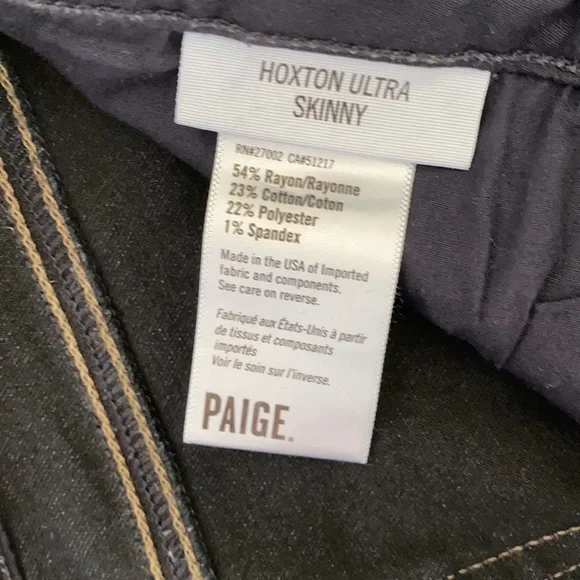 HOXTON ULTRA
SKINNY
RN#27002 CA#51217
54% Rayon/Rayonne
23% Cotton/Coton
22% Polyester
1% Spandex
Made in the USA of Imported
fabric and components.
See care on reverse.
Fabriqué aux États-Unis à partir
de tissus et composants
importés
Voir le soin sur l'inverse.
PAIGE.